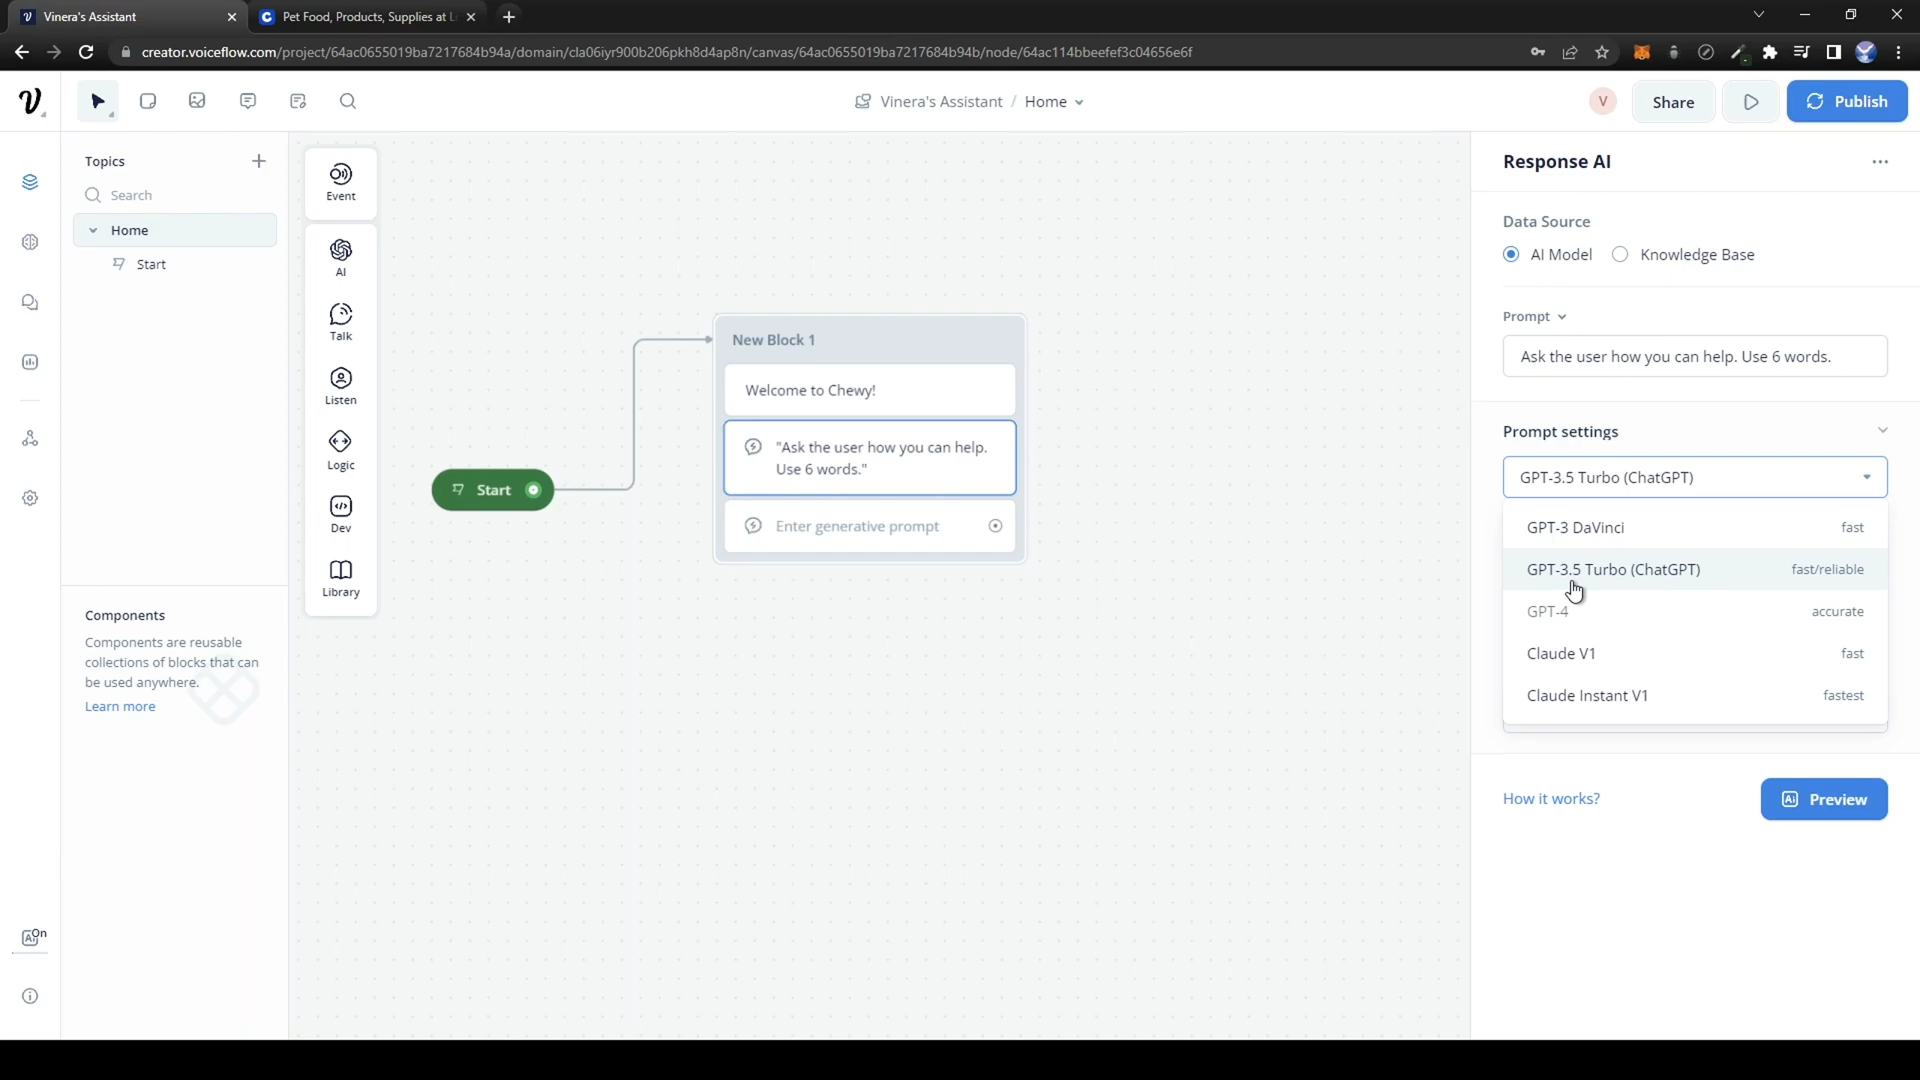 Vinera's Assistant
Pet Food, Products, Supplies at L
creator.voiceflow.com/project/64ac0655019ba7217684b94a/domain/cla06iyr900b206pkh8d4ap8n/canvas/64ac0655019ba7217684b94b/node/64ac114bbeefef3c04656e6f
Vinera's Assistant / Home
V
Share
Publish
Topics
Search
Home
Start
Components
Components are reusable
collections of blocks that can
be used anywhere.
Learn more
On
Event
AI
Talk
Listen
Logic
Dev
Library
Start
New Block 1
Welcome to Chewy!
"Ask the user how you can help.
Use 6 words."
Enter generative prompt
Response AI
Data Source
AI Model
Knowledge Base
Prompt
Ask the user how you can help. Use 6 words.
Prompt settings
GPT-3.5 Turbo (ChatGPT)
GPT-3 DaVinci fast
GPT-3.5 Turbo (ChatGPT) fast/reliable
GPT-4 accurate
Claude V1 fast
Claude Instant V1 fastest
How it works?
Preview